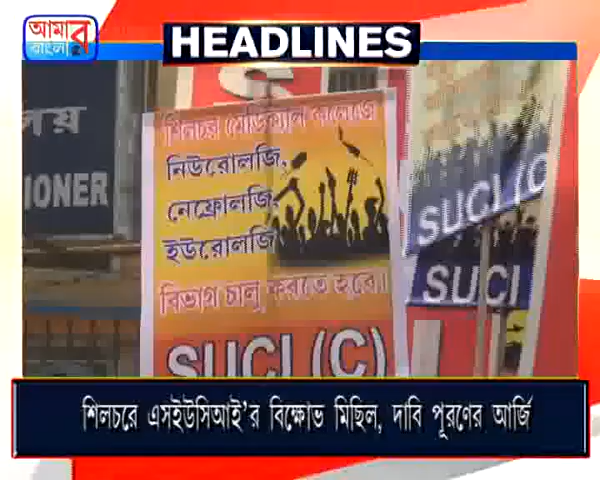 আমার
বাংলা
HEADLINES
লয়
IONER
শিলচর মেডিক্যাল কলেজে
নিউরোলজি,
নেফ্রোলজি,
ইউরোলজি
বিভাগ চালু করতে হবে।
SUCI (C)
SUCI (C
SUCI
শিলচরে এসইউসিআই'র বিক্ষোভ মিছিল, দাবি পূরণের আর্জি